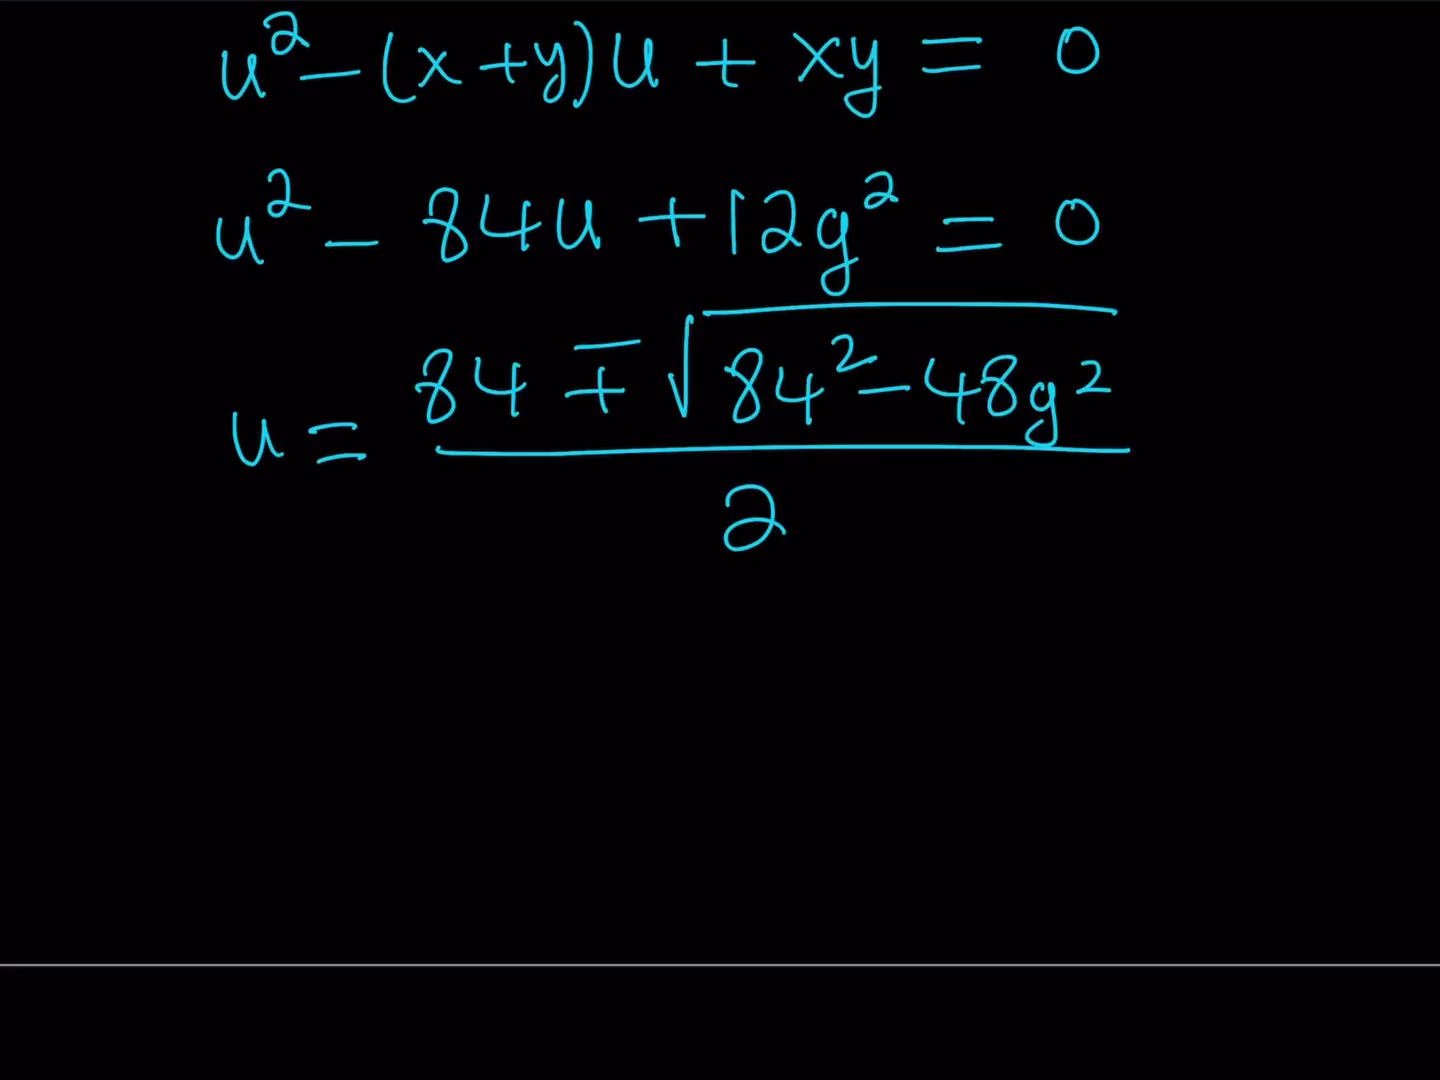 u² − (x + y)u + xy = 0
u² − 84u + 12g² = 0
u = (84 ∓ √(84² − 48g²)) / 2